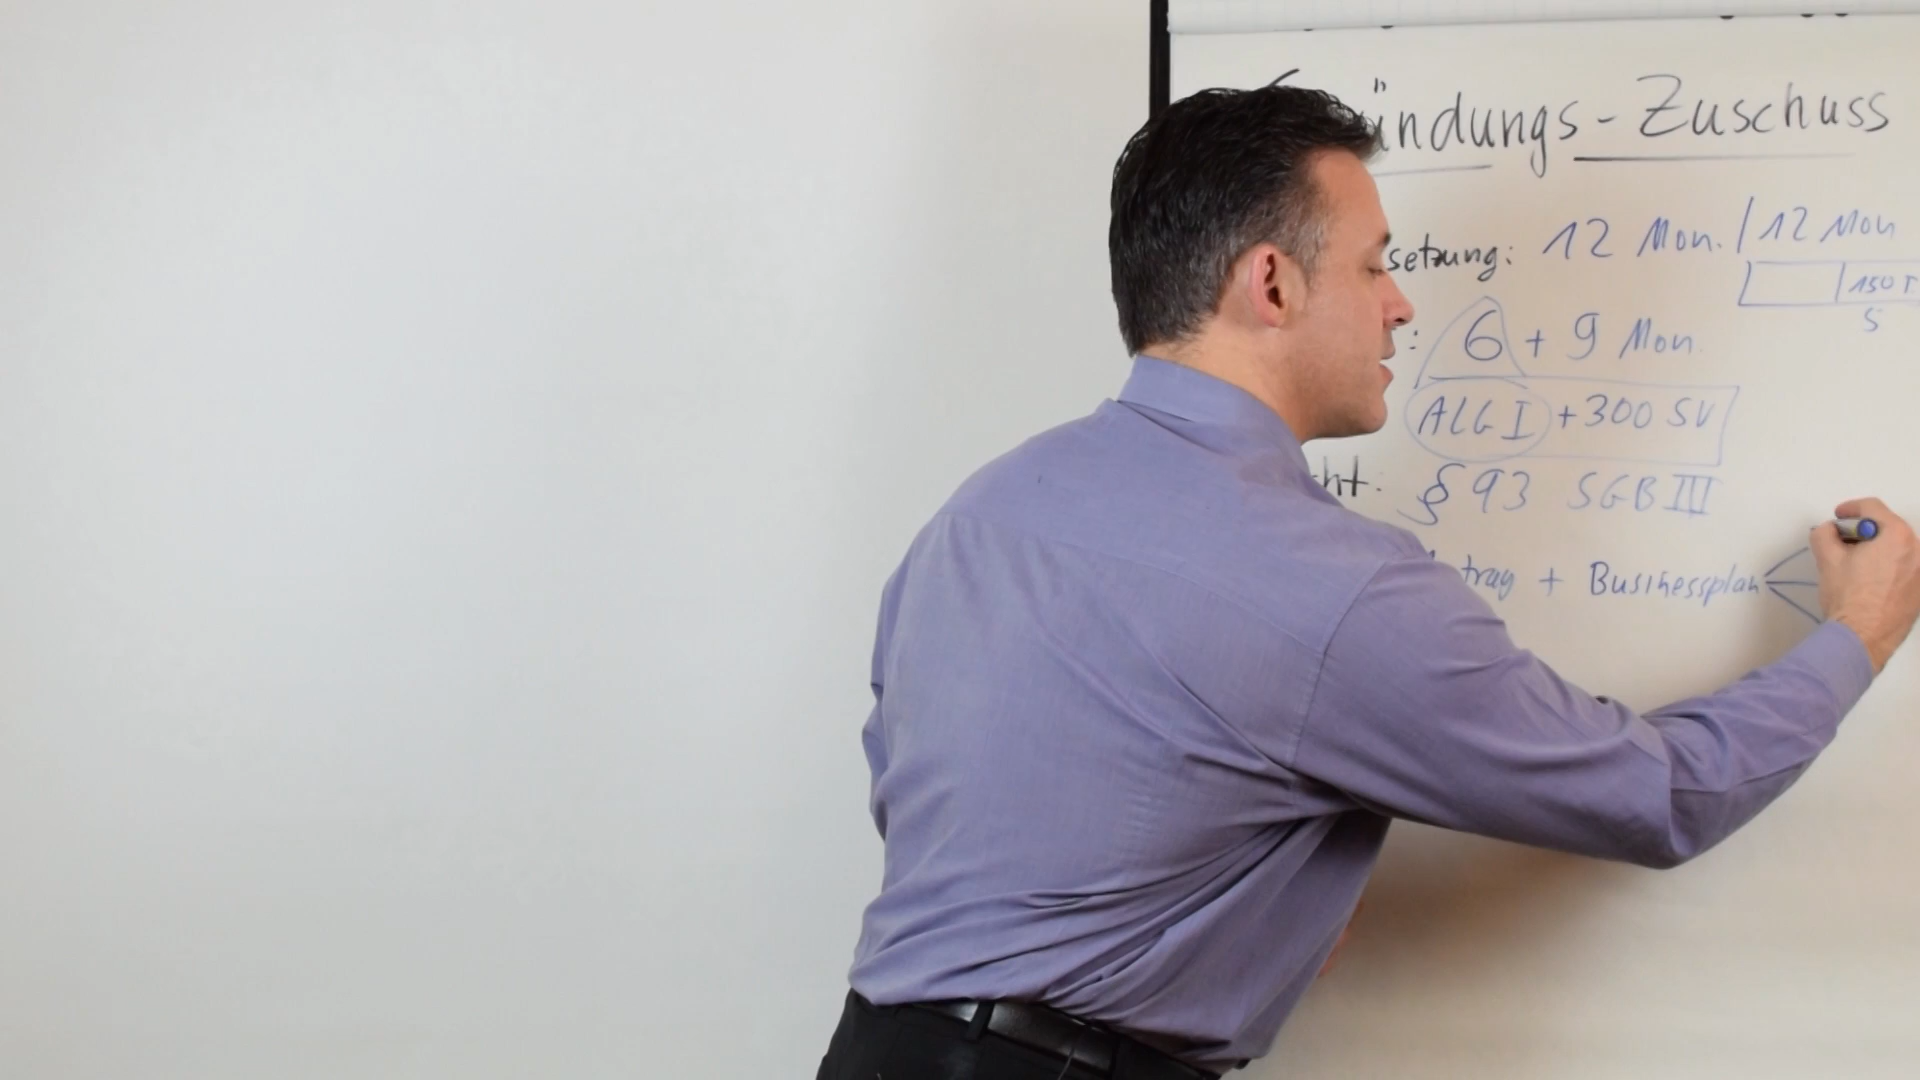 ündungs - Zuschuss
setzung: 12 Mon. / 12 Mon
150 T
5
: 6 + 9 Mon.
ALG I + 300 SV
ht: § 93 SGB III
trag + Businessplan